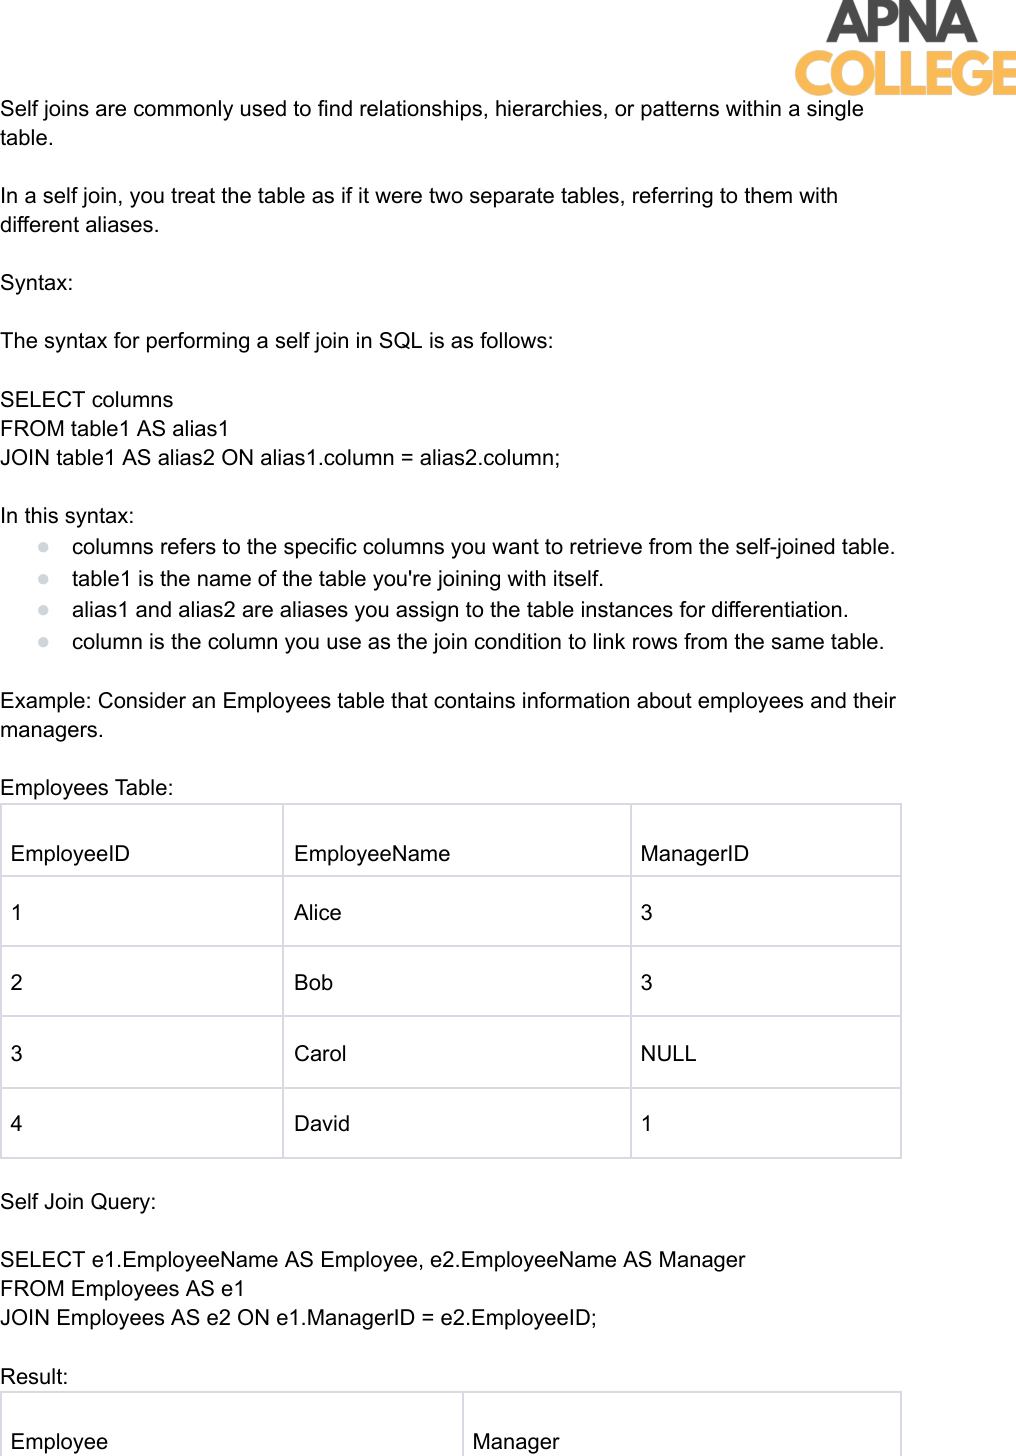 APNA
COLLEGE
Self joins are commonly used to find relationships, hierarchies, or patterns within a single
table.
In a self join, you treat the table as if it were two separate tables, referring to them with
different aliases.
Syntax:
The syntax for performing a self join in SQL is as follows:
SELECT columns
FROM table1 AS alias1
JOIN table1 AS alias2 ON alias1.column = alias2.column;
In this syntax:
● columns refers to the specific columns you want to retrieve from the self-joined table.
● table1 is the name of the table you're joining with itself.
● alias1 and alias2 are aliases you assign to the table instances for differentiation.
● column is the column you use as the join condition to link rows from the same table.
Example: Consider an Employees table that contains information about employees and their
managers.
Employees Table:
EmployeeID EmployeeName ManagerID
1 Alice 3
2 Bob 3
3 Carol NULL
4 David 1
Self Join Query:
SELECT e1.EmployeeName AS Employee, e2.EmployeeName AS Manager
FROM Employees AS e1
JOIN Employees AS e2 ON e1.ManagerID = e2.EmployeeID;
Result:
Employee Manager